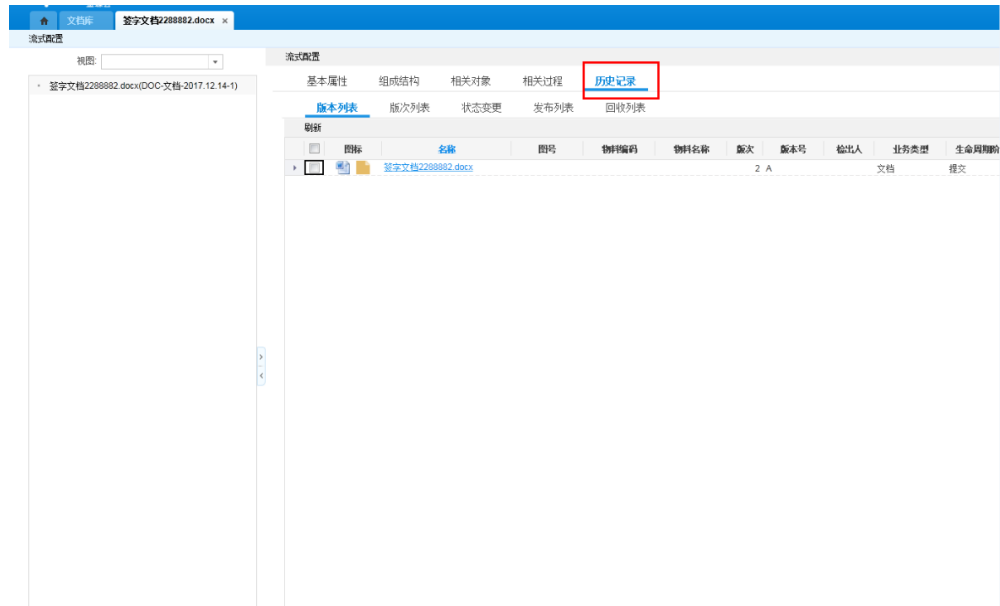 文档库 签字文档2288882.docx ×
流式配置
视图:
签字文档2288882.docx(DOC-文档-2017.12.14-1)
流式配置
基本属性 组成结构 相关对象 相关过程 历史记录
版本列表 版次列表 状态变更 发布列表 回收列表
刷新
图标 名称 图号 物料编码 物料名称 版次 版本号 检出人 业务类型 生命周期阶
签字文档2288882.docx 2 A 文档 提交